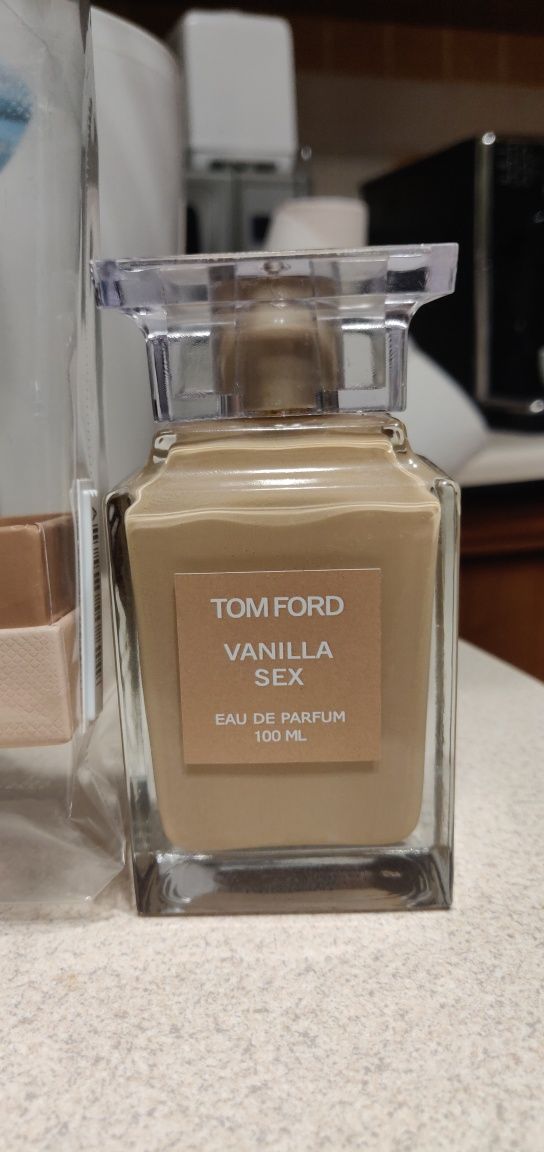 TOM FORD
VANILLA
SEX
EAU DE PARFUM
100 ML